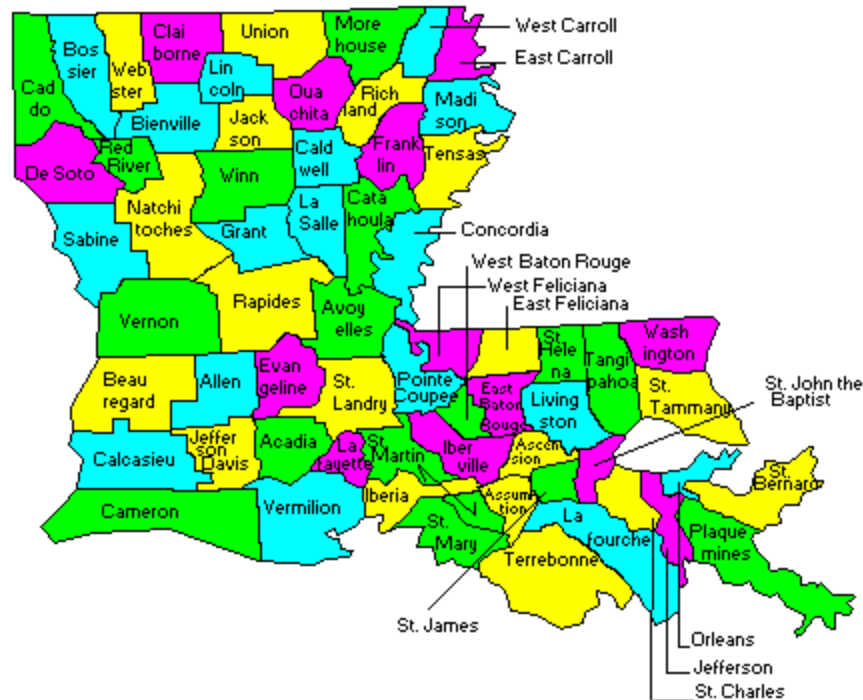 More
house
West Carroll
East Carroll
Clai
borne
Union
Bos
sier
Web
ster
Lin
coln
Cad
do
Oua
chita
Rich
land
Madi
son
Bienville
Jack
son
Red
River
Cald
well
Frank
lin
Tensas
De Soto
Winn
Natchi
toches
La
Salle
Cata
houla
Sabine
Grant
Concordia
West Baton Rouge
West Feliciana
East Feliciana
Rapides
Avoy
elles
Vernon
St.
Hele
na
Tangi
pahoa
Wash
ington
Beau
regard
Allen
Evan
geline
St.
Landry
Pointe
Coupee
East
Baton
Rouge
Living
ston
St.
Tammany
St. John the
Baptist
Calcasieu
Jeffer
son
Davis
Acadia
La
fayette
St.
Martin
Iber
ville
Ascen
sion
St.
Bernard
Cameron
Vermilion
Iberia
Assump
tion
St.
Mary
La
fourche
Plaque
mines
Terrebonne
St. James
Orleans
Jefferson
St. Charles